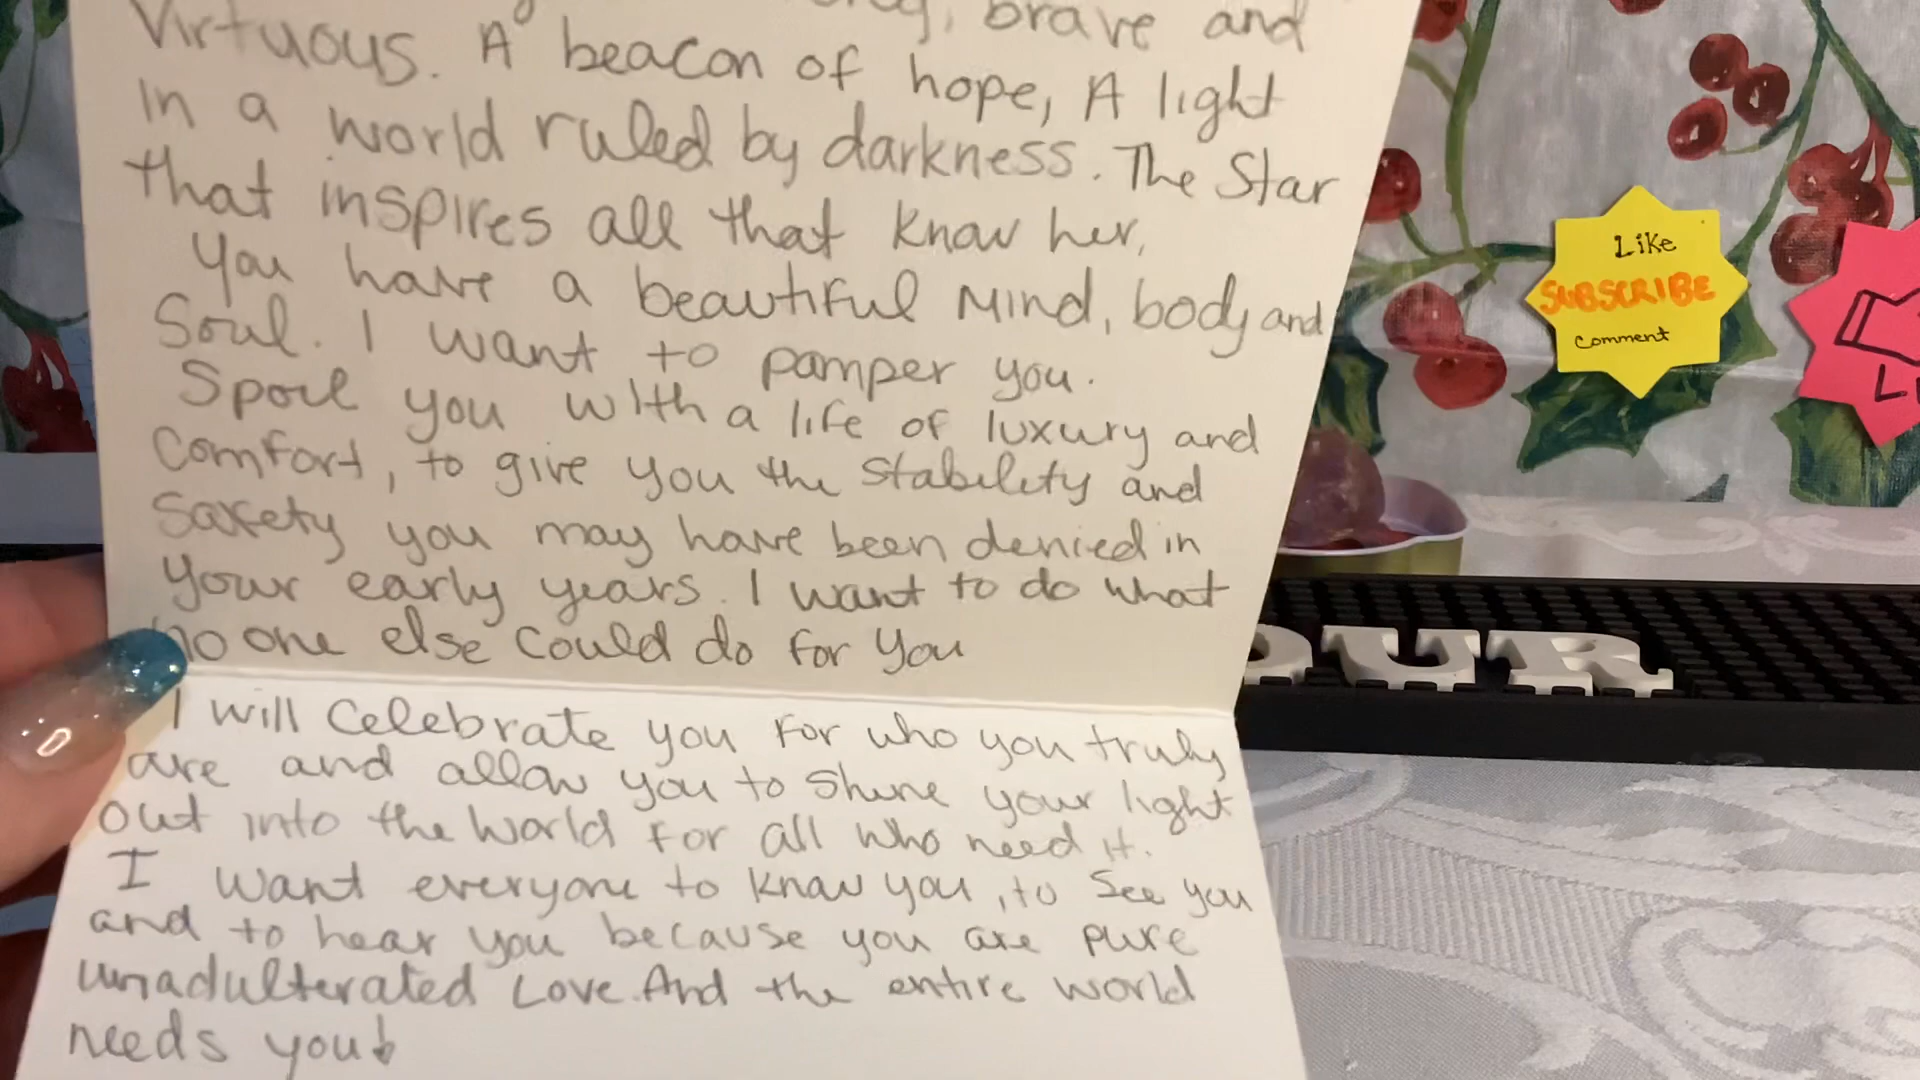 brave and
Virtuous. A beacon of hope, A light
in a world ruled by darkness. The Star
that inspires all that know her,
You have a beautiful Mind, body and
Soul. I want to pamper you.
Spoil you with a life of luxury and
Comfort, to give you the stability and
Saftety you may have been denied in
your early years. I want to do what
no one else could do for you
I will Celebrate you for who you truly
are and allow you to shine your light
out into the world for all who need it.
I want everyone to know you, to see you
and to hear you because you are pure
unadulterated Love. And the entire world
needs you!
Like
SUBSCRIBE
comment
OUR